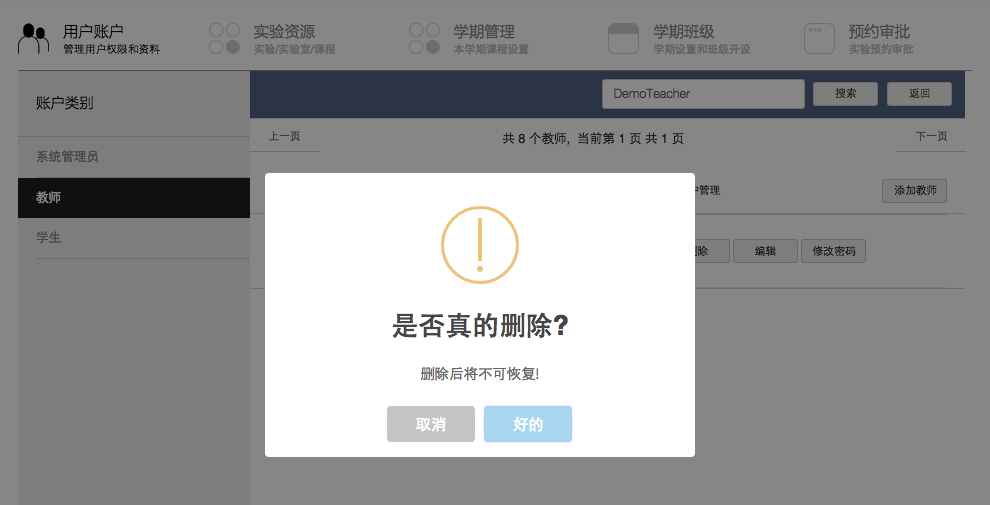 用户账户
管理用户权限和资料
实验资源
实验/实验室/课程
学期管理
本学期课程设置
学期班级
学期设置和班级开设
预约审批
实验预约审批
账户类别
系统管理员
教师
学生
DemoTeacher
搜索
返回
上一页
共 8 个教师, 当前第 1 页 共 1 页
下一页
管理
添加教师
除
编辑
修改密码
是否真的删除?
删除后将不可恢复!
取消
好的